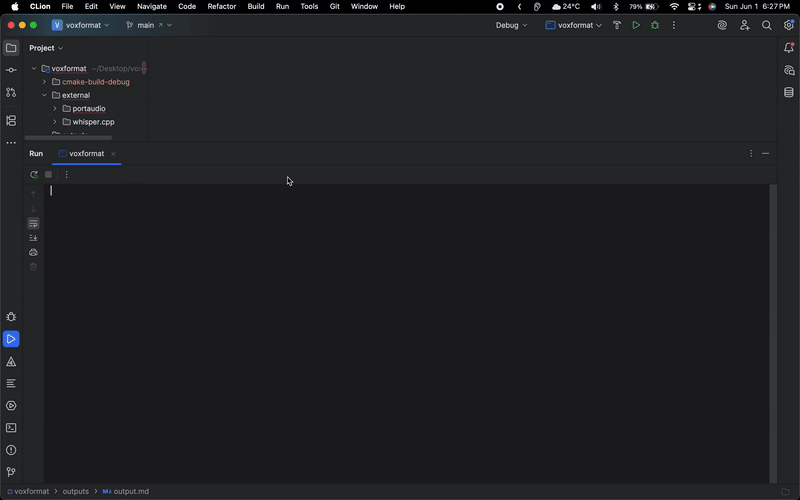 CLion File Edit View Navigate Code Refactor Build Run Tools Git Window Help 24°C 79% Sun Jun 1 6:27 PM
V voxformat main Debug voxformat
Project
voxformat ~/Desktop/vo
cmake-build-debug
external
portaudio
whisper.cpp
Run voxformat
voxformat > outputs > M↓ output.md